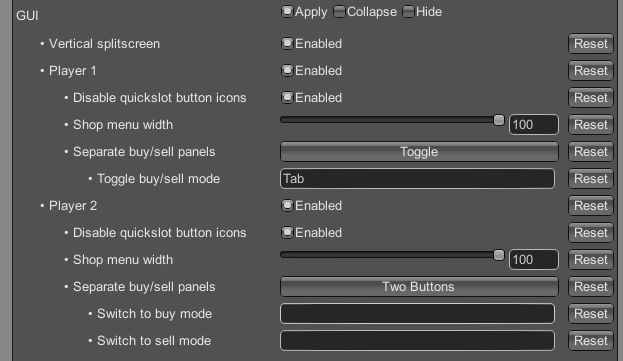 GUI Apply Collapse Hide
• Vertical splitscreen Enabled Reset
• Player 1 Enabled Reset
• Disable quickslot button icons Enabled Reset
• Shop menu width 100 Reset
• Separate buy/sell panels Toggle Reset
• Toggle buy/sell mode Tab Reset
• Player 2 Enabled Reset
• Disable quickslot button icons Enabled Reset
• Shop menu width 100 Reset
• Separate buy/sell panels Two Buttons Reset
• Switch to buy mode Reset
• Switch to sell mode Reset